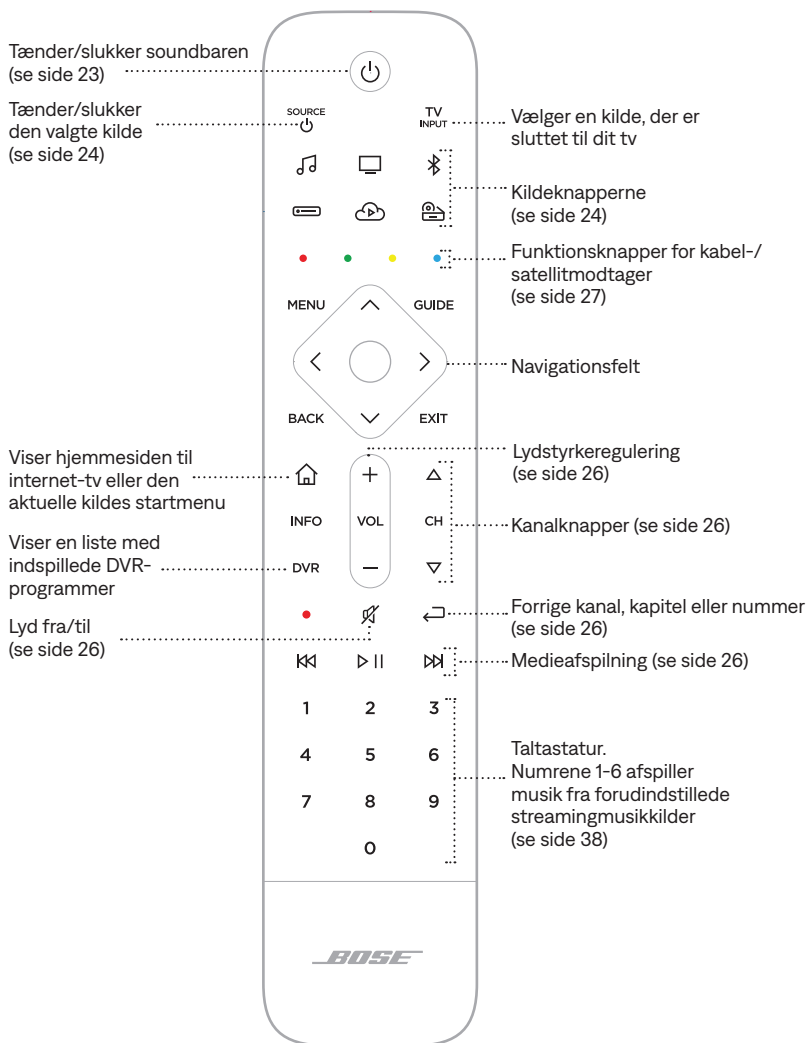 Tænder/slukker soundbaren
(se side 23)
Tænder/slukker
den valgte kilde
(se side 24)
SOURCE
TV
INPUT
Vælger en kilde, der er
sluttet til dit tv
Kildeknapperne
(se side 24)
Funktionsknapper for kabel-/
satellitmodtager
(se side 27)
MENU
GUIDE
Navigationsfelt
BACK
EXIT
Lydstyrkeregulering
(se side 26)
Viser hjemmesiden til
internet-tv eller den
aktuelle kildes startmenu
+
INFO
VOL
CH
Kanalknapper (se side 26)
Viser en liste med
indspillede DVR-
programmer
DVR
–
Forrige kanal, kapitel eller nummer
(se side 26)
Lyd fra/til
(se side 26)
Medieafspilning (se side 26)
1 2 3
4 5 6
7 8 9
0
Taltastatur.
Numrene 1-6 afspiller
musik fra forudindstillede
streamingmusikkilder
(se side 38)
BOSE